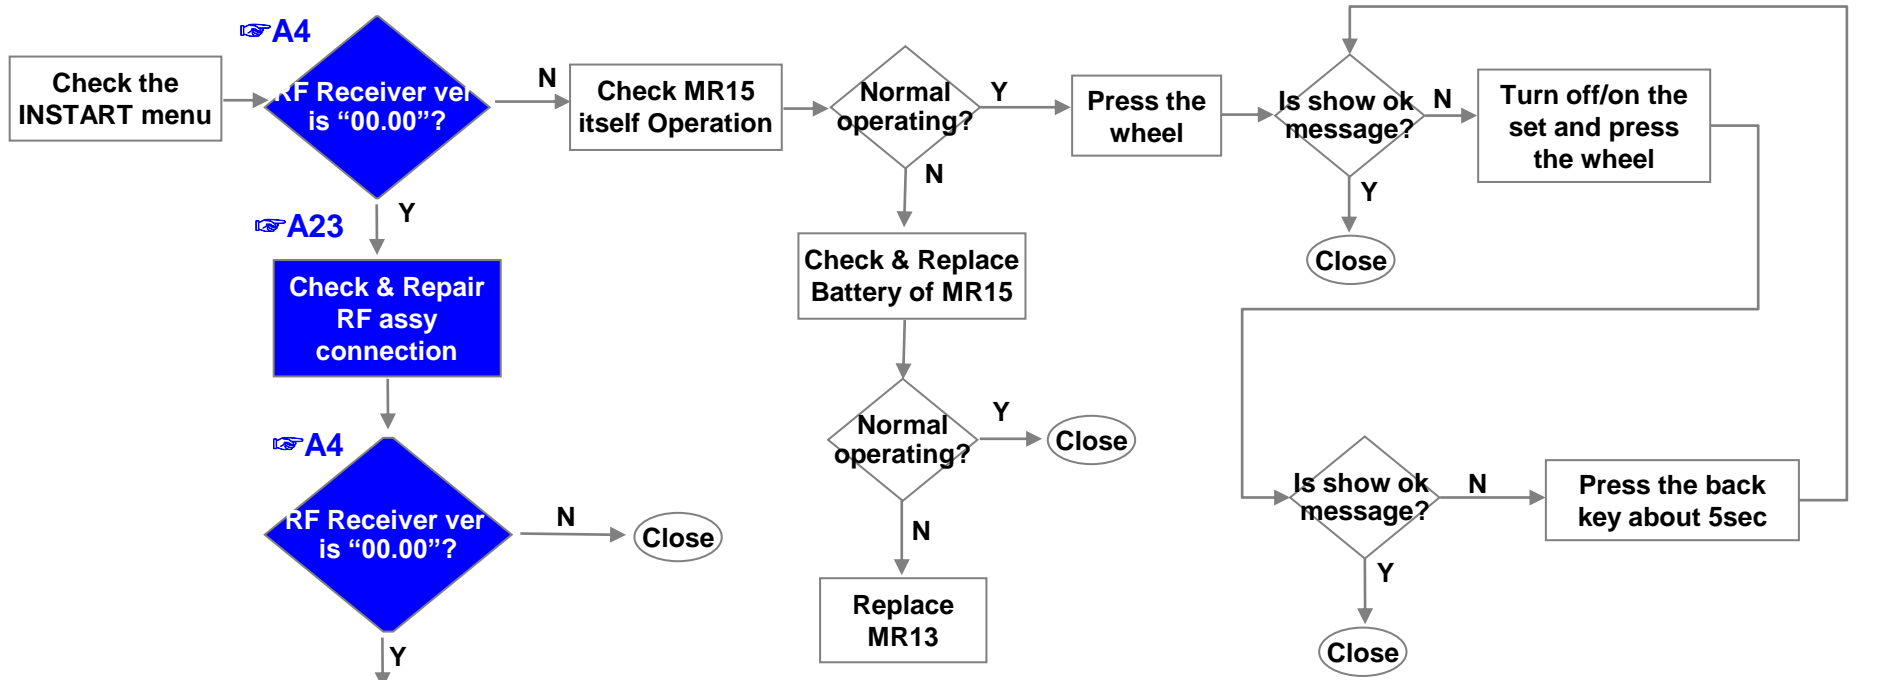 ☞A4
Check the
INSTART menu
RF Receiver ver
is “00.00”?
N
Check MR15
itself Operation
Normal
operating?
Y
Press the
wheel
Is show ok
message?
N
Turn off/on the
set and press
the wheel
Y
☞A23
Check & Repair
RF assy
connection
N
Check & Replace
Battery of MR15
Y
Close
☞A4
RF Receiver ver
is “00.00”?
N
Close
Y
Normal
operating?
Y
Close
N
Replace
MR13
Is show ok
message?
N
Press the back
key about 5sec
Y
Close